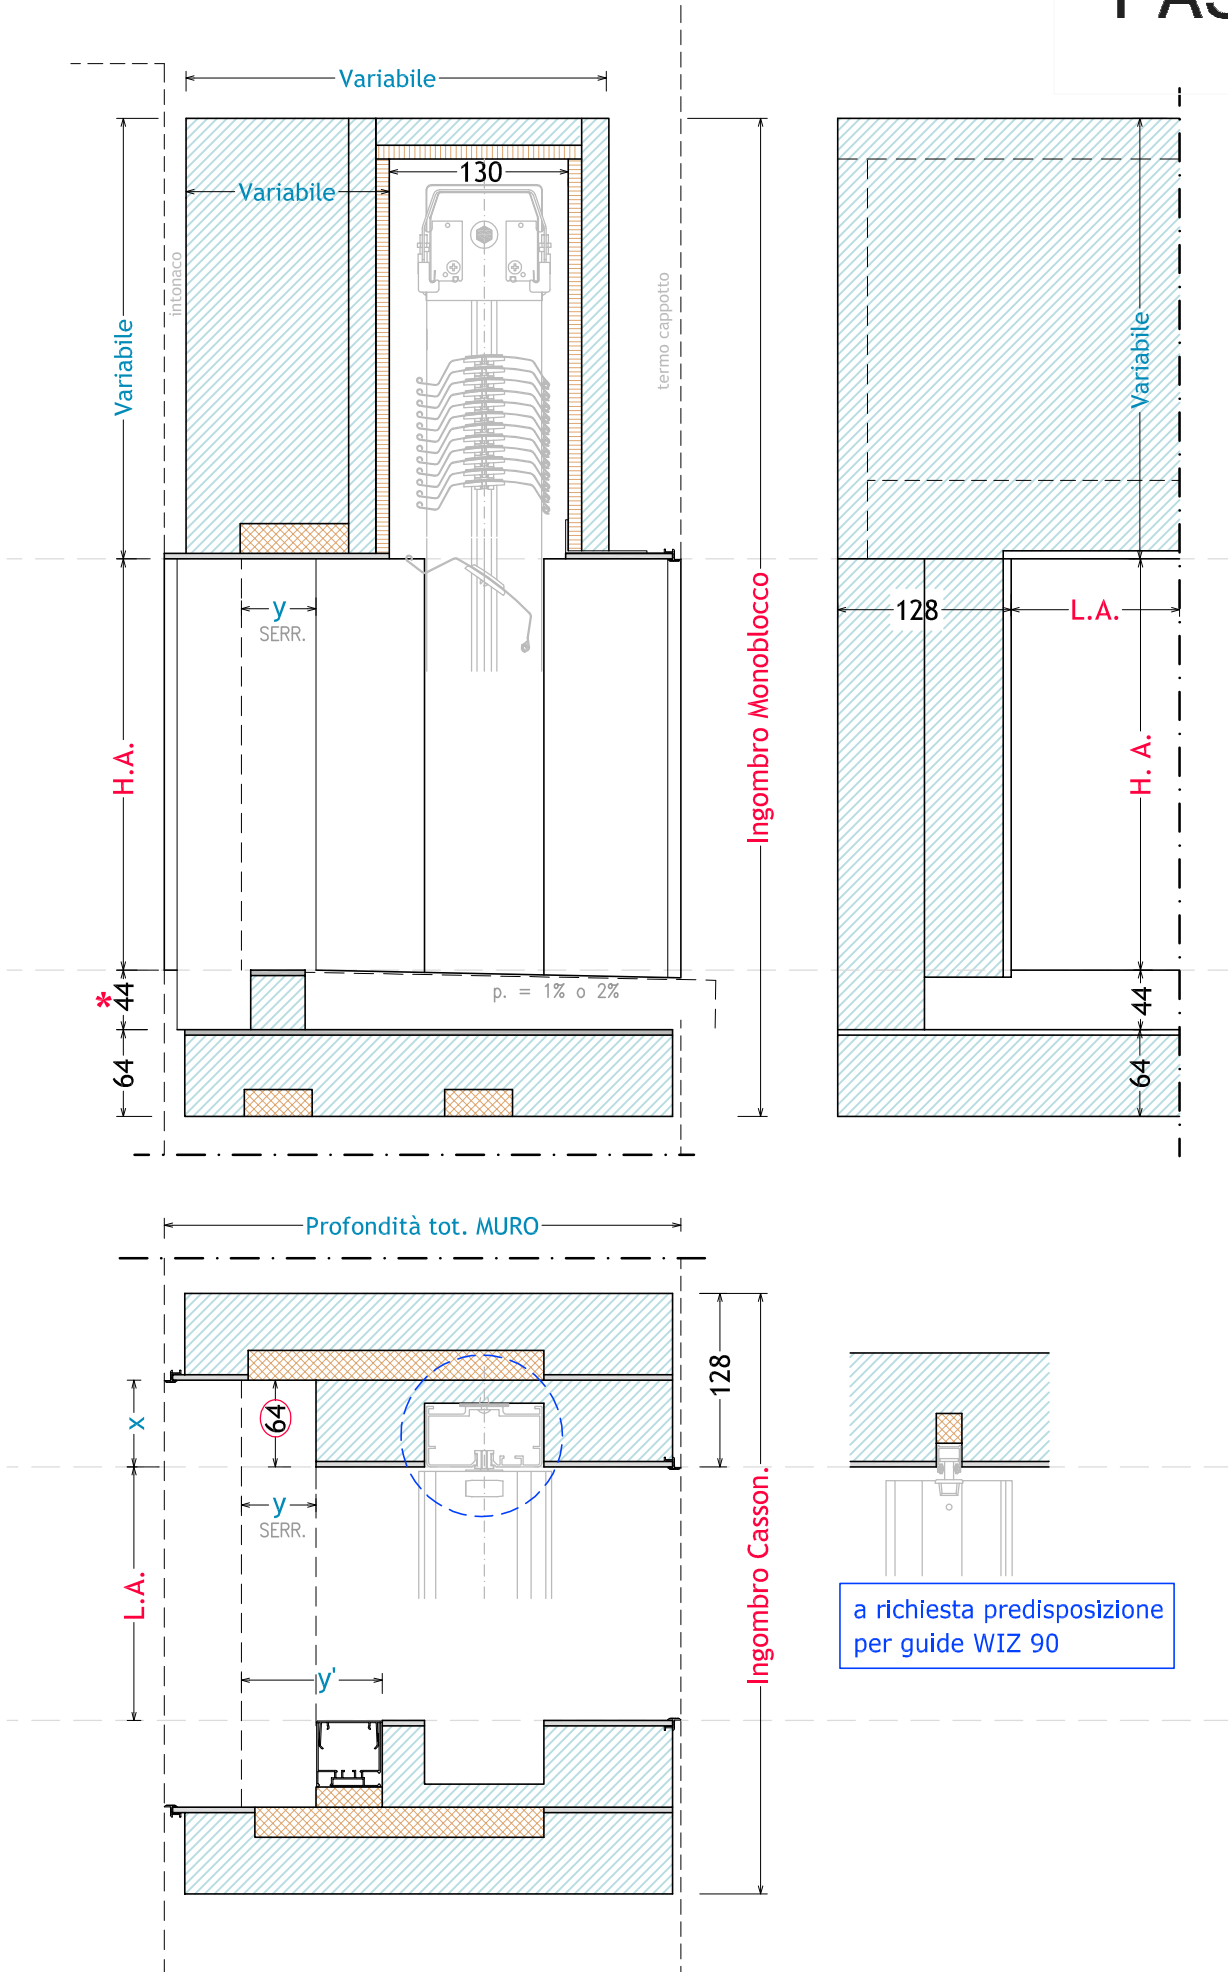 Variabile
130
Variabile
intonaco
termo cappotto
Variabile
Variabile
y
SERR.
128
L.A.
H.A.
Ingombro Monoblocco
H. A.
* 44
p. = 1% o 2%
44
64
64
Profondità tot. MURO
128
x
64
y
SERR.
L.A.
Ingombro Casson.
a richiesta predisposizione
per guide WIZ 90
y'